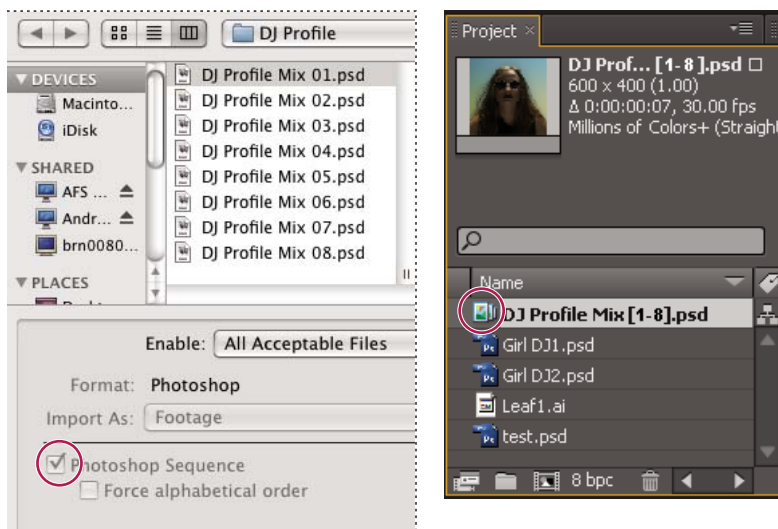 DJ Profile
DEVICES
Macinto...
iDisk
SHARED
AFS ...
Andr...
brn0080...
PLACES
DJ Profile Mix 01.psd
DJ Profile Mix 02.psd
DJ Profile Mix 03.psd
DJ Profile Mix 04.psd
DJ Profile Mix 05.psd
DJ Profile Mix 06.psd
DJ Profile Mix 07.psd
DJ Profile Mix 08.psd
Enable: All Acceptable Files
Format: Photoshop
Import As: Footage
Photoshop Sequence
Force alphabetical order
Project ×
DJ Prof... [1-8].psd
600 x 400 (1.00)
Δ 0:00:00:07, 30.00 fps
Millions of Colors+ (Straight
Name
DJ Profile Mix [1-8].psd
Girl DJ1.psd
Girl DJ2.psd
Leaf1.ai
test.psd
8 bpc